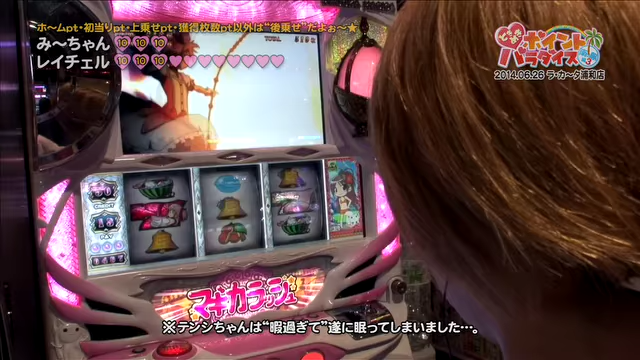 ホ～ムpt・初当りpt・上乗せpt・獲得枚数pt以外は“後乗せ”だよぉ～★
み～ちゃん ⑩⑩⑩
レイチェル ⑩⑩⑩♥♥♥♥♥♥♥♥♥
ポイント
パラダイス
2014.06.26 ラ・カ～タ浦和店
マギカラッシュ
※テンシちゃんは“暇過ぎて”遂に眠ってしまいました…。